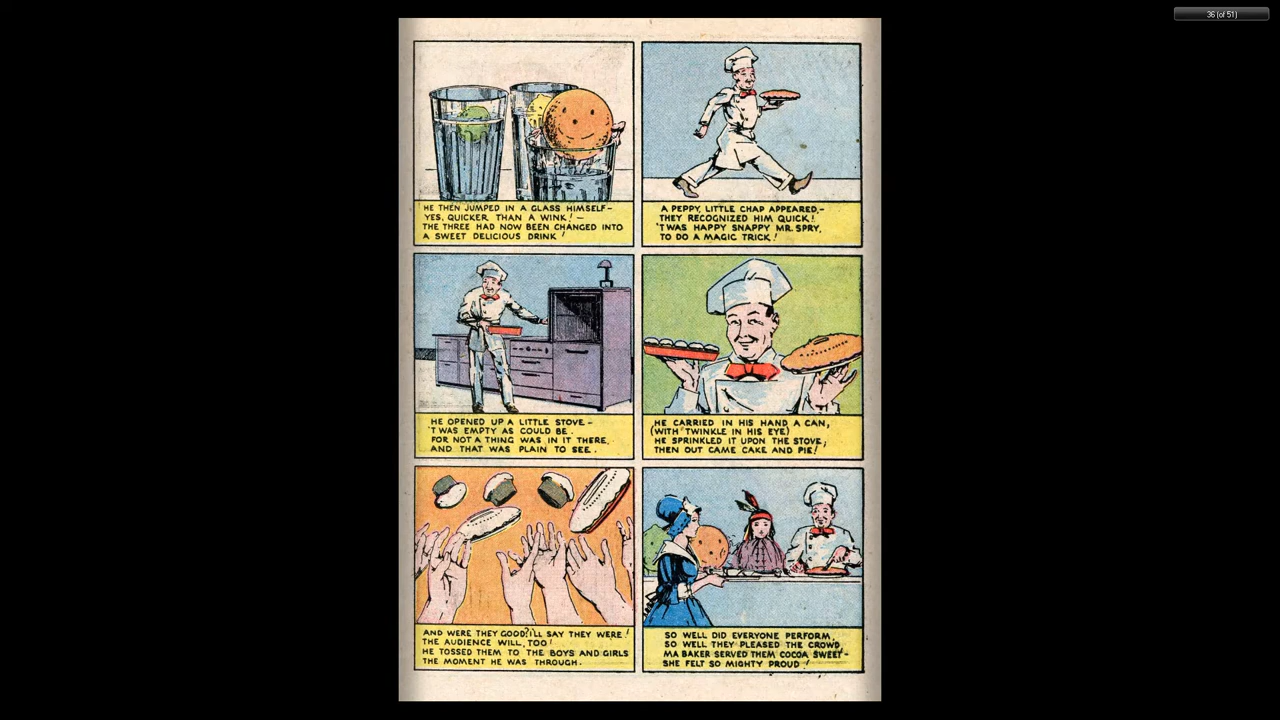 36 (of 51)
HE THEN JUMPED IN A GLASS HIMSELF-
YES, QUICKER THAN A WINK! -
THE THREE HAD NOW BEEN CHANGED INTO
A SWEET DELICIOUS DRINK!
A PEPPY, LITTLE CHAP APPEARED,-
THEY RECOGNIZED HIM QUICK!
'TWAS HAPPY SNAPPY MR. SPRY,
TO DO A MAGIC TRICK!
HE OPENED UP A LITTLE STOVE -
'T WAS EMPTY AS COULD BE.
FOR NOT A THING WAS IN IT THERE,
AND THAT WAS PLAIN TO SEE.
HE CARRIED IN HIS HAND A CAN,
(WITH TWINKLE IN HIS EYE)
HE SPRINKLED IT UPON THE STOVE;
THEN OUT CAME CAKE AND PIE!
AND WERE THEY GOOD? I'LL SAY THEY WERE!
THE AUDIENCE WILL, TOO!
HE TOSSED THEM TO THE BOYS AND GIRLS
THE MOMENT HE WAS THROUGH.
SO WELL DID EVERYONE PERFORM,
SO WELL THEY PLEASED THE CROWD
MA BAKER SERVED THEM COCOA SWEET-
SHE FELT SO MIGHTY PROUD!